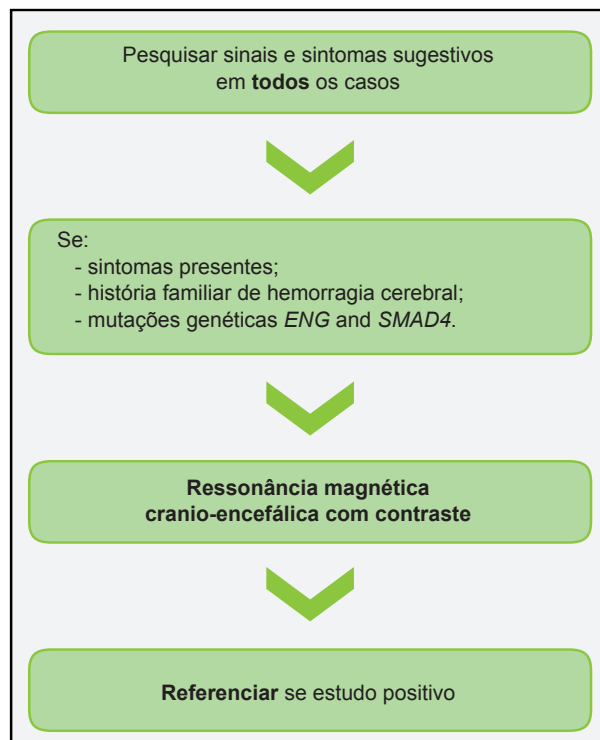 Pesquisar sinais e sintomas sugestivos
em todos os casos
Se:
- sintomas presentes;
- história familiar de hemorragia cerebral;
- mutações genéticas ENG and SMAD4.
Ressonância magnética
cranio-encefálica com contraste
Referenciar se estudo positivo